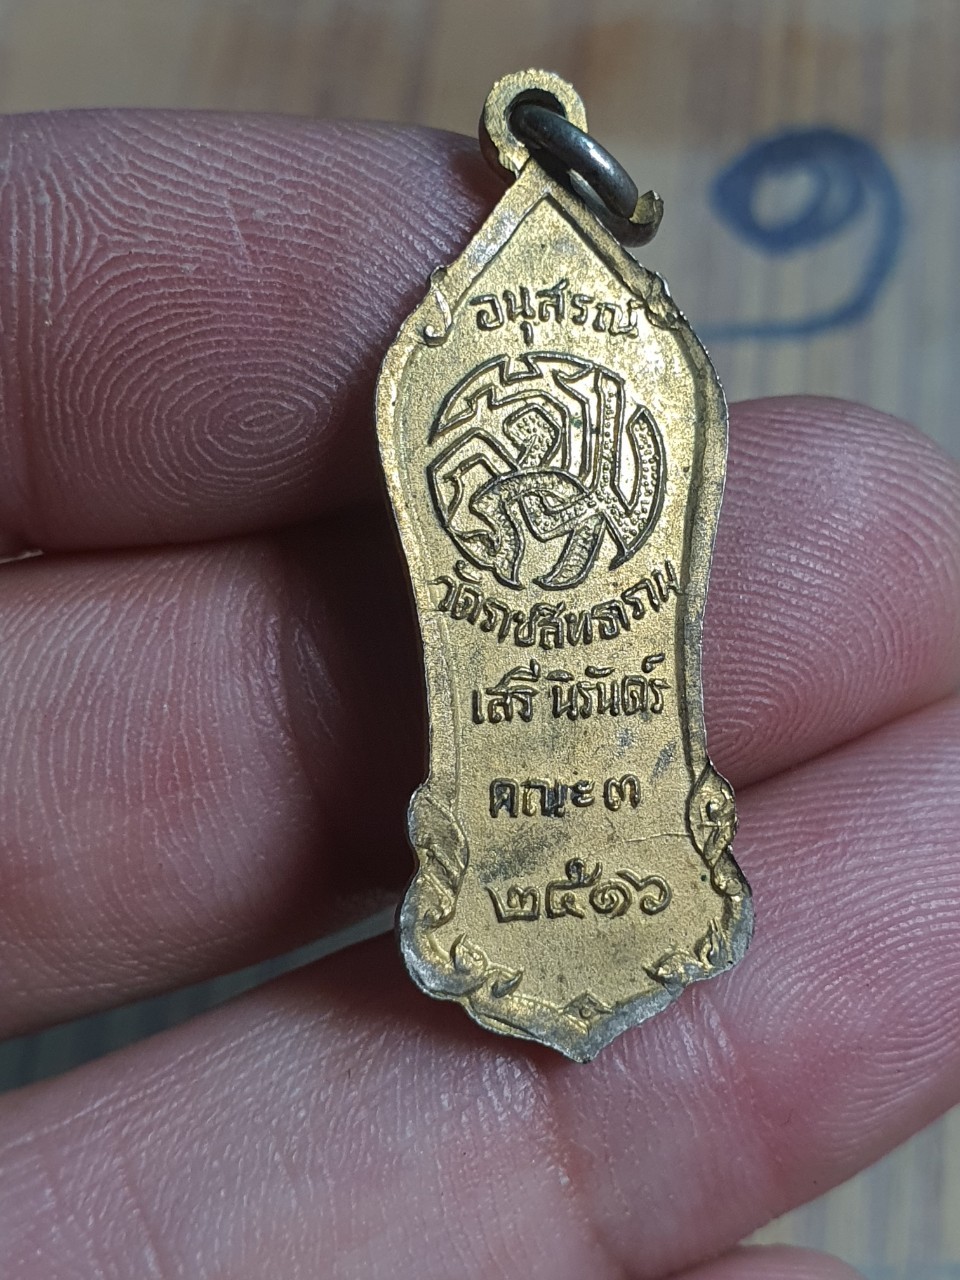 อนุสรณ์
วัดราชสิทธาราม
เสรี นิรันดร์
คณะ ๓
๒๕๑๖